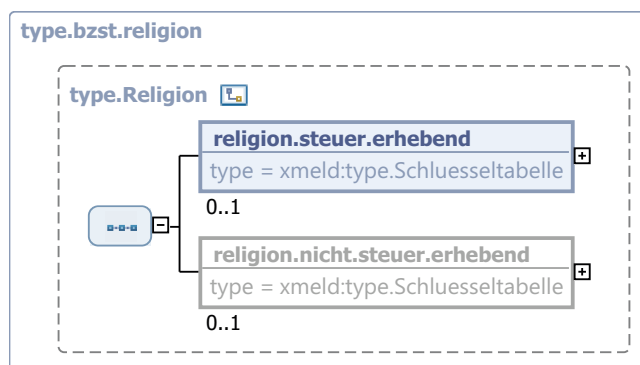 type.bzst.religion
type.Religion
religion.steuer.erhebend
type = xmeld:type.Schluesseltabelle
0..1
religion.nicht.steuer.erhebend
type = xmeld:type.Schluesseltabelle
0..1